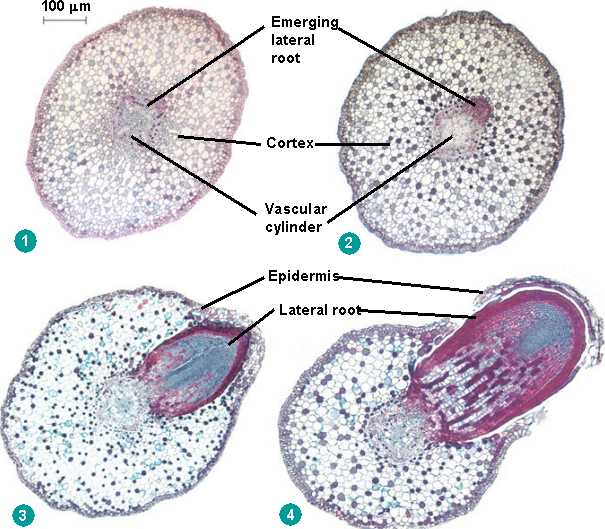 100 µm
Emerging
lateral
root
Cortex
Vascular
cylinder
1
2
Epidermis
Lateral root
3
4